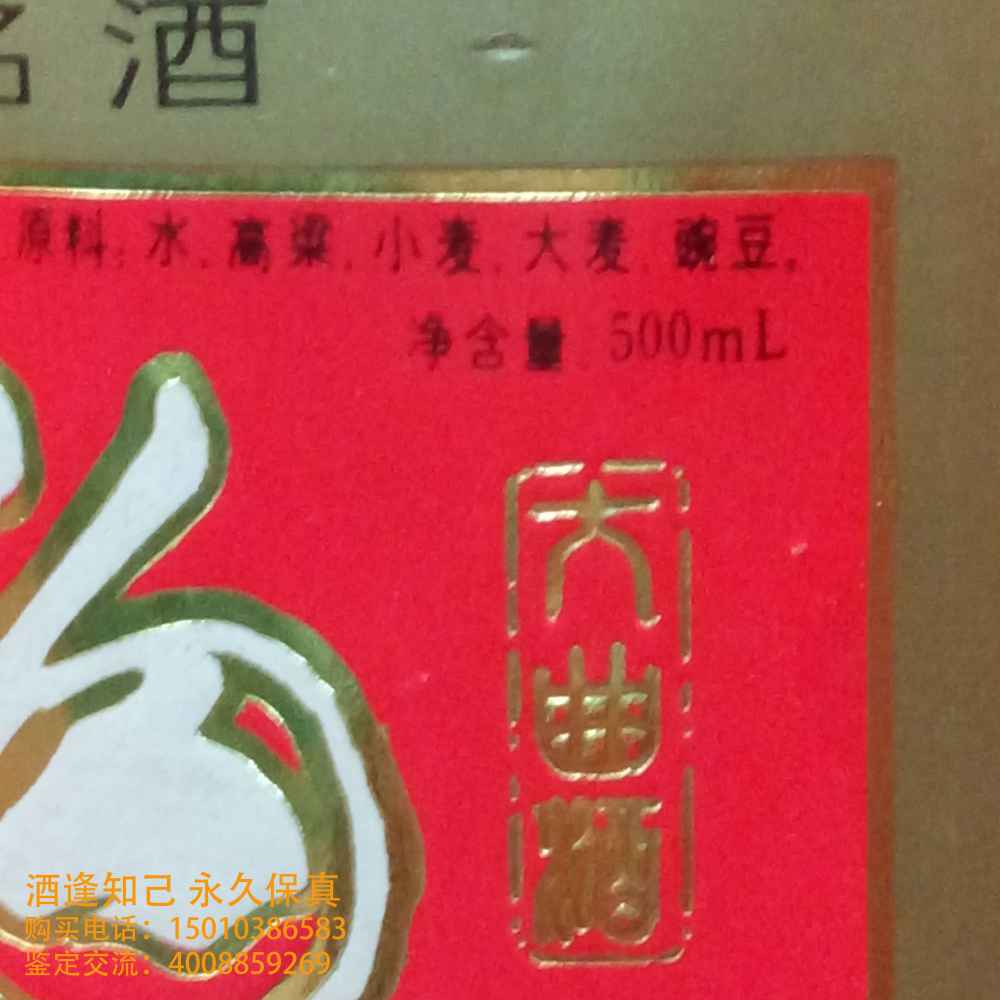 名酒
原料:水、高粱、小麦、大麦、豌豆。
净含量 500mL
大曲酒
酒逢知己 永久保真
购买电话：15010386583
鉴定交流：4008859269